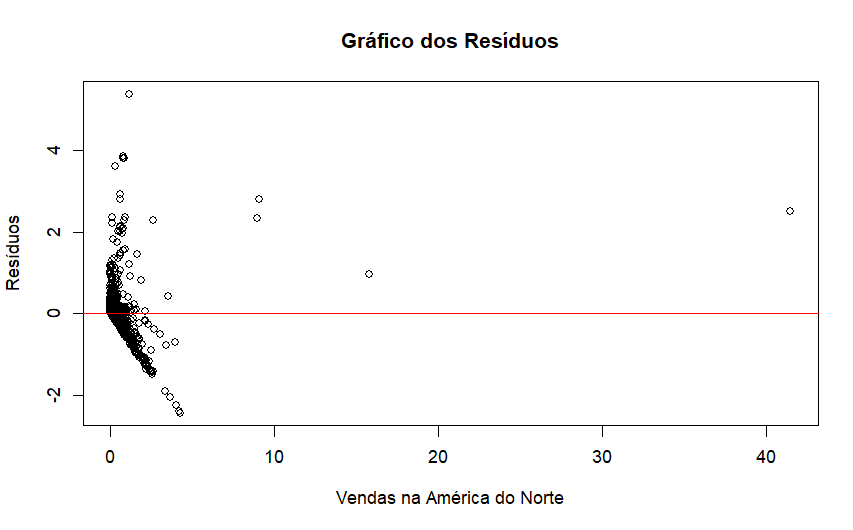 Gráfico dos Resíduos
Resíduos
4
2
0
-2
0 10 20 30 40
Vendas na América do Norte